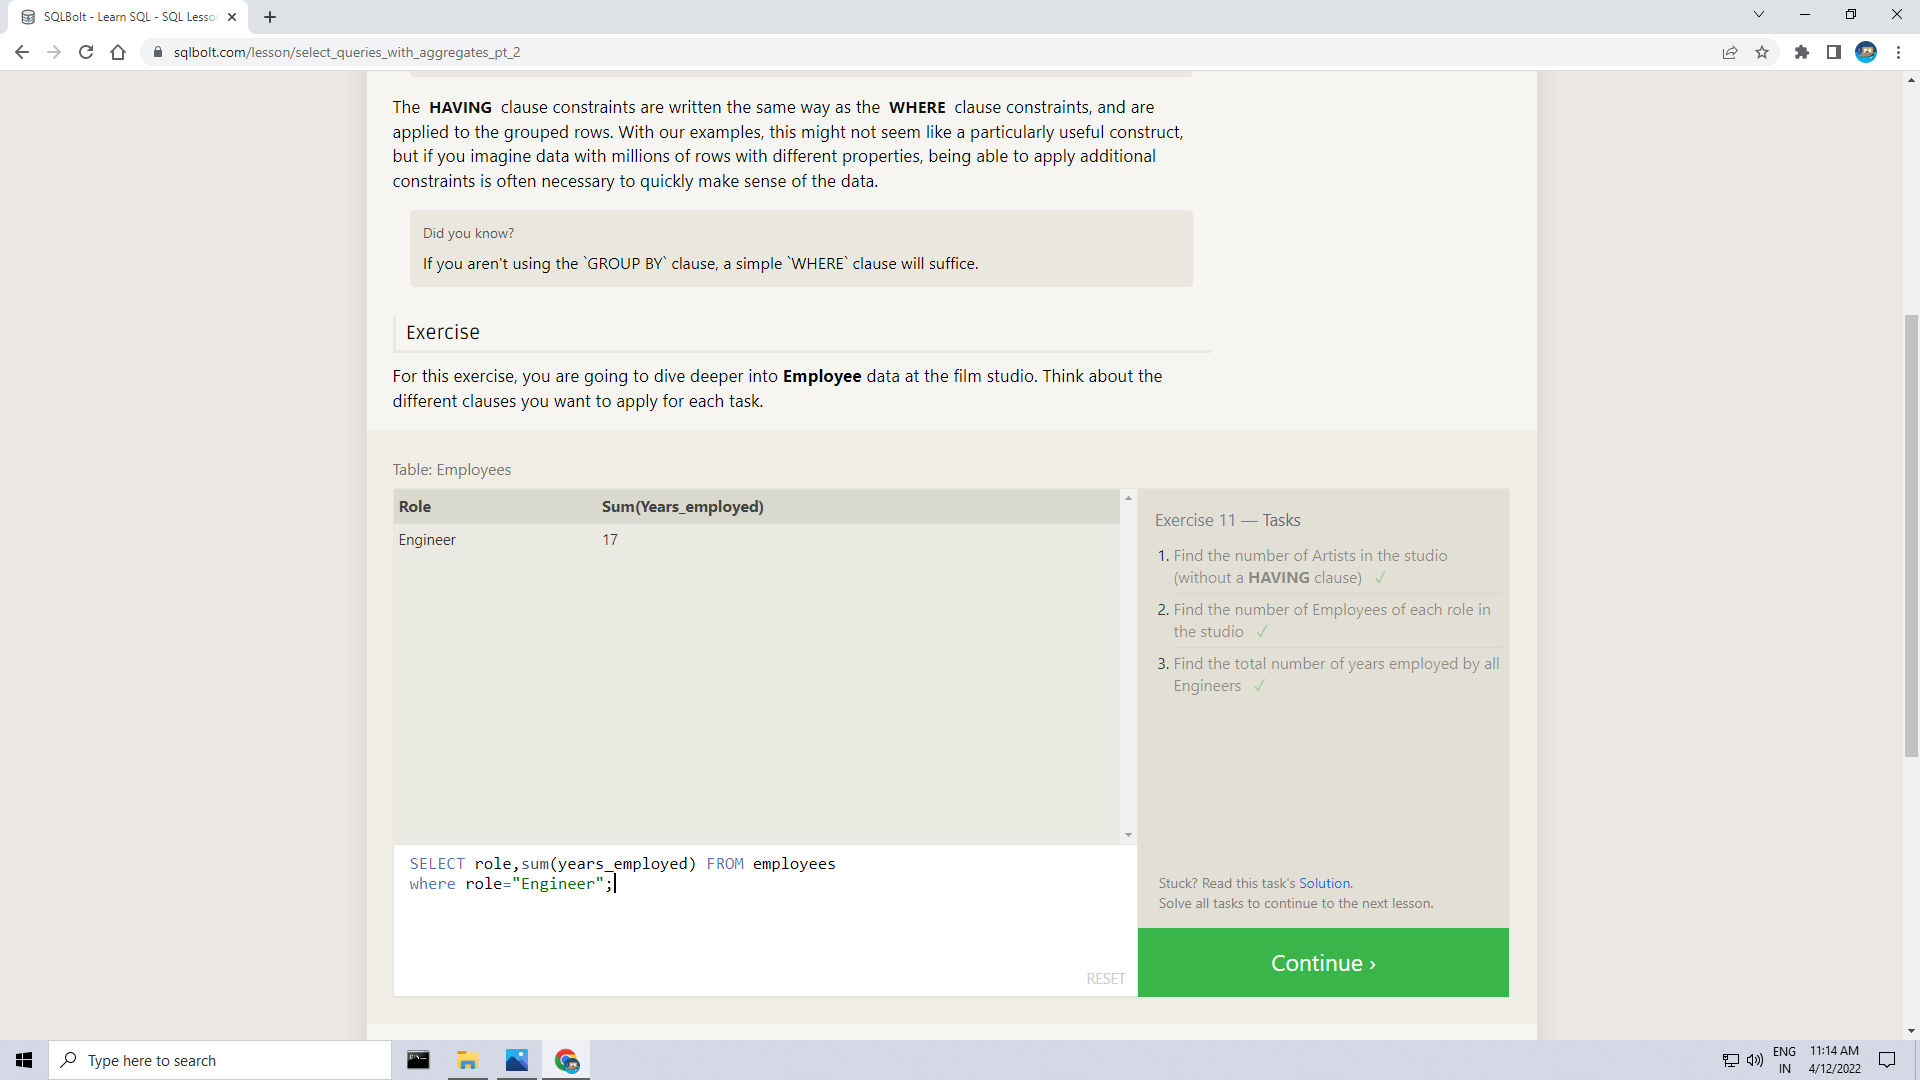 SQLBolt - Learn SQL - SQL Lesso
sqlbolt.com/lesson/select_queries_with_aggregates_pt_2
The HAVING clause constraints are written the same way as the WHERE clause constraints, and are
applied to the grouped rows. With our examples, this might not seem like a particularly useful construct,
but if you imagine data with millions of rows with different properties, being able to apply additional
constraints is often necessary to quickly make sense of the data.
Did you know?
If you aren't using the `GROUP BY` clause, a simple `WHERE` clause will suffice.
Exercise
For this exercise, you are going to dive deeper into Employee data at the film studio. Think about the
different clauses you want to apply for each task.
Table: Employees
Role Sum(Years_employed)
Engineer 17
SELECT role,sum(years_employed) FROM employees
where role="Engineer";
RESET
Exercise 11 — Tasks
1. Find the number of Artists in the studio
(without a HAVING clause) ✓
2. Find the number of Employees of each role in
the studio ✓
3. Find the total number of years employed by all
Engineers ✓
Stuck? Read this task's Solution.
Solve all tasks to continue to the next lesson.
Continue ›
Type here to search
ENG
IN
11:14 AM
4/12/2022